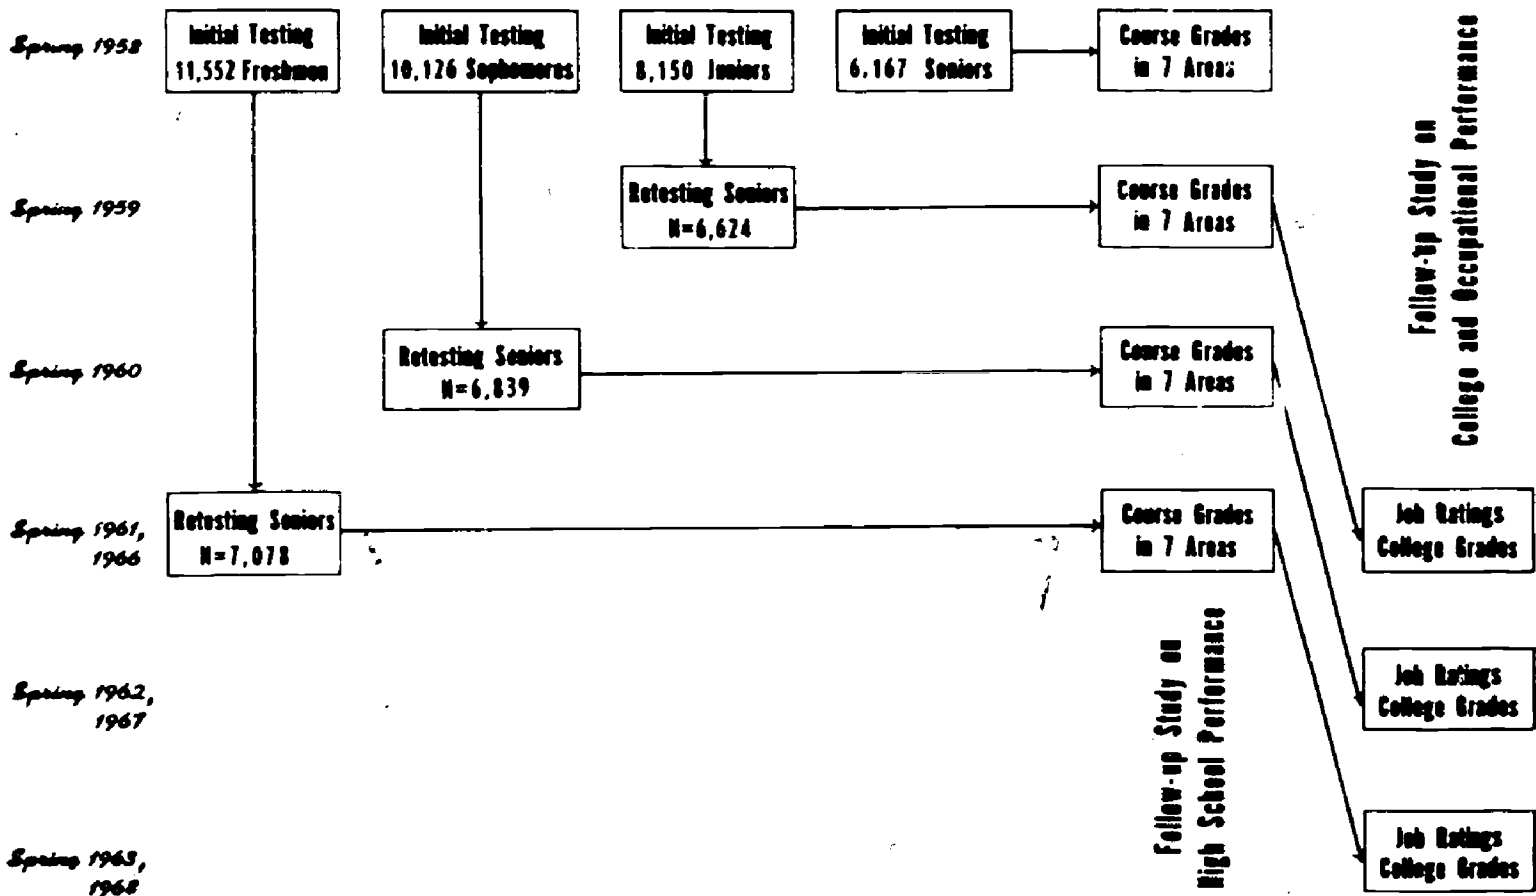 Spring 1958
Initial Testing
11,552 Freshmen
Initial Testing
10,126 Sophomores
Initial Testing
8,150 Juniors
Initial Testing
6,167 Seniors
Course Grades
in 7 Areas
Spring 1959
Retesting Seniors
N=6,624
Course Grades
in 7 Areas
Spring 1960
Retesting Seniors
N=6,839
Course Grades
in 7 Areas
Spring 1961,
1966
Retesting Seniors
N=7,078
Course Grades
in 7 Areas
Job Ratings
College Grades
Spring 1962,
1967
Job Ratings
College Grades
Spring 1963,
1968
Job Ratings
College Grades
Follow-up Study on
High School Performance
Follow-up Study on
College and Occupational Performance